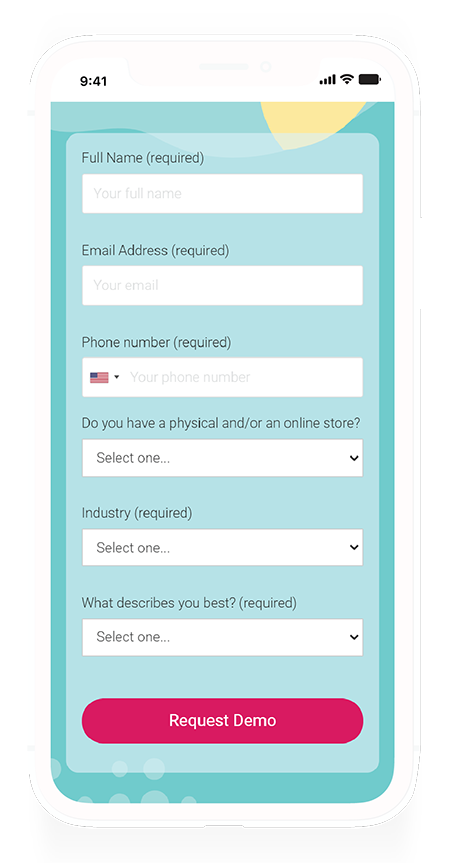 9:41
Full Name (required)
Your full name
Email Address (required)
Your email
Phone number (required)
Your phone number
Do you have a physical and/or an online store?
Select one...
Industry (required)
Select one...
What describes you best? (required)
Select one...
Request Demo